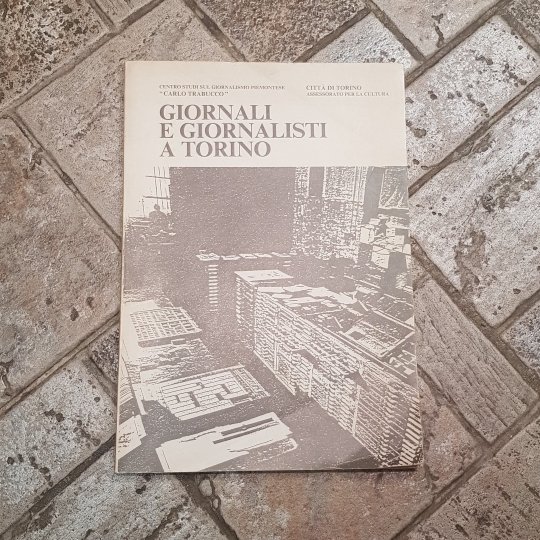 CENTRO STUDI SUL GIORNALISMO PIEMONTESE
"CARLO TRABUCCO"
CITTÀ DI TORINO
ASSESSORATO PER LA CULTURA
GIORNALI
E GIORNALISTI
A TORINO